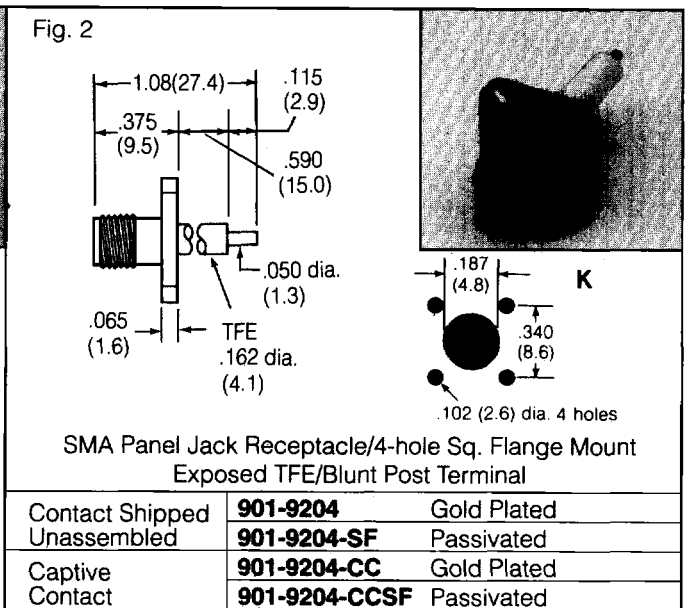 Fig. 2
1.08(27.4)
.115
(2.9)
.375
(9.5)
.590
(15.0)
.050 dia.
(1.3)
.065
(1.6)
TFE
.162 dia.
(4.1)
.187
(4.8)
K
.340
(8.6)
.102 (2.6) dia. 4 holes
SMA Panel Jack Receptacle/4-hole Sq. Flange Mount
Exposed TFE/Blunt Post Terminal
Contact Shipped
Unassembled
901-9204 Gold Plated
901-9204-SF Passivated
Captive
Contact
901-9204-CC Gold Plated
901-9204-CCSF Passivated